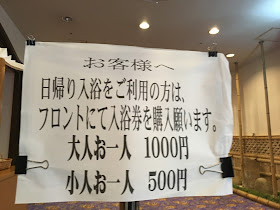 お客様へ
日帰り入浴をご利用の方は、
フロントにて入浴券を購入願います。
大人お一人 1000円
小人お一人 500円